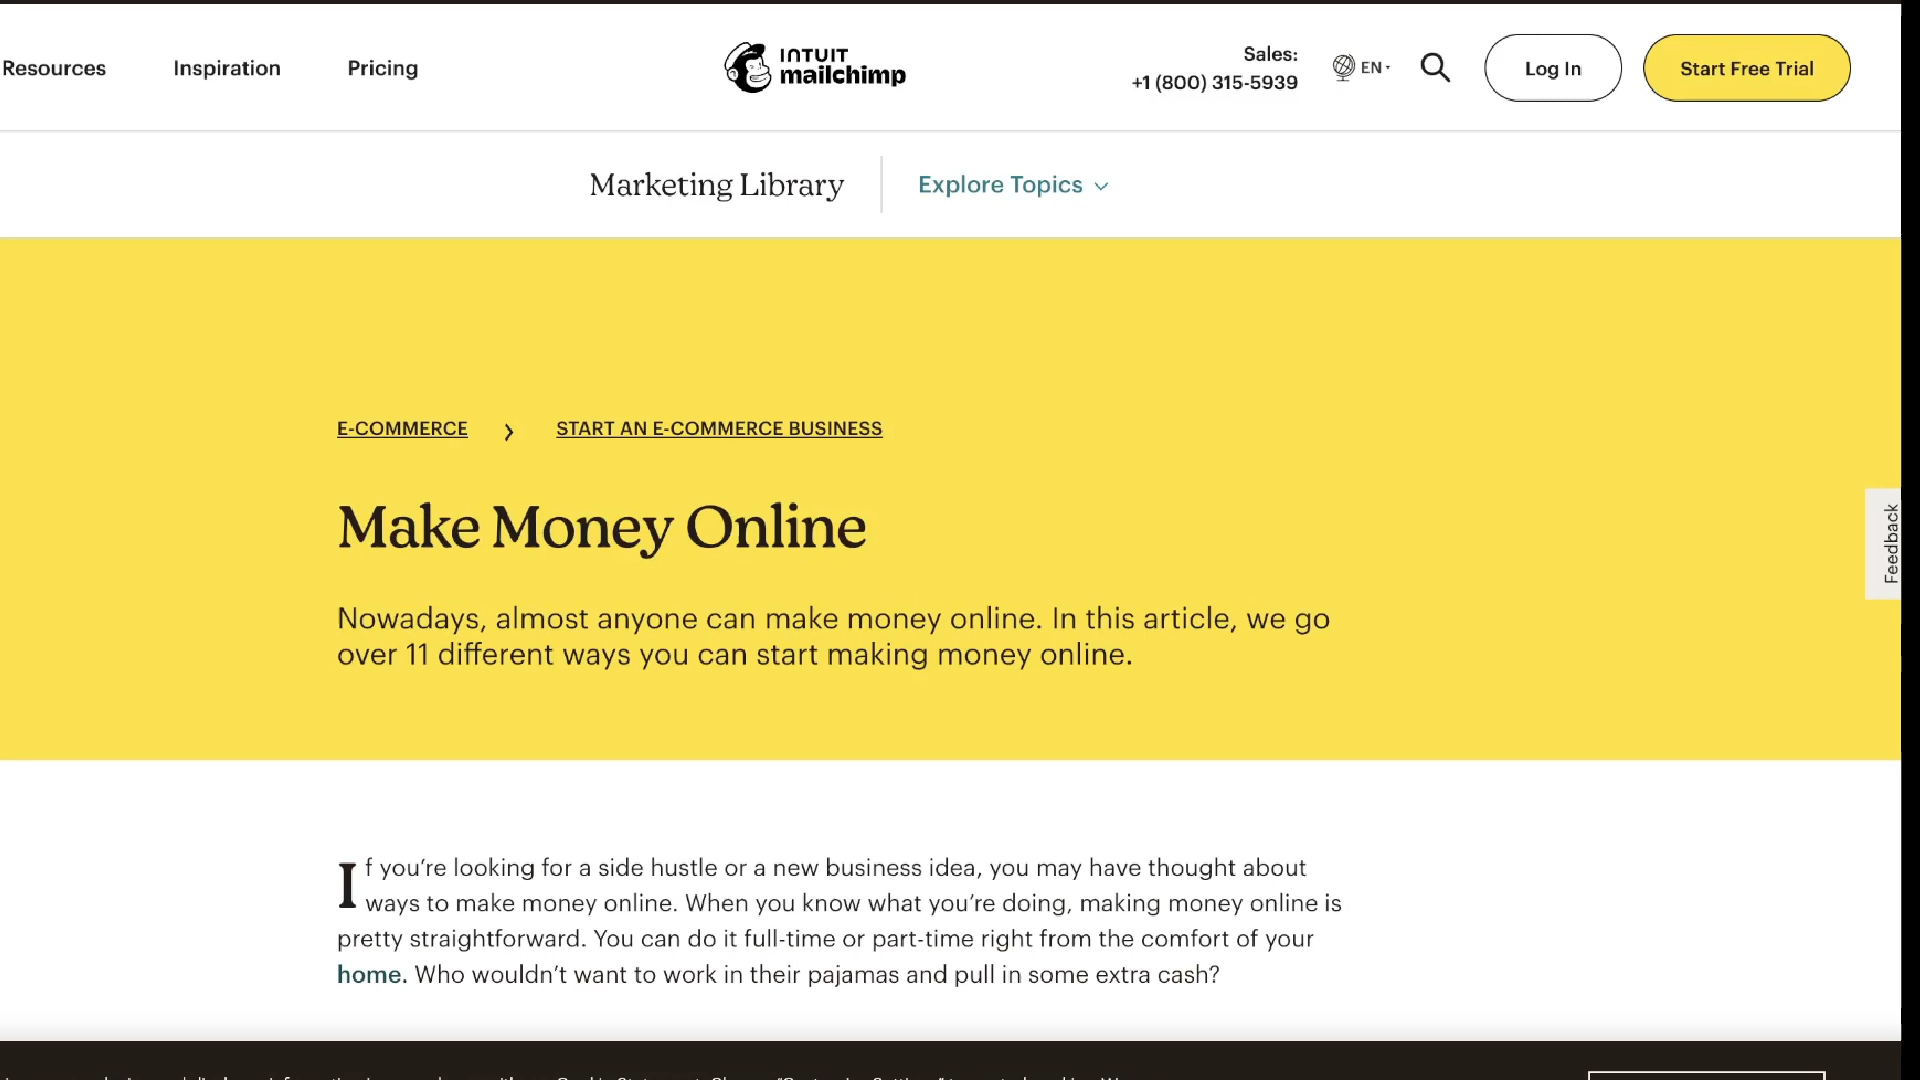 Resources
Inspiration
Pricing
INTUIT
mailchimp
Sales:
+1 (800) 315-5939
EN
Log In
Start Free Trial
Marketing Library
Explore Topics
E-COMMERCE
START AN E-COMMERCE BUSINESS
Make Money Online
Nowadays, almost anyone can make money online. In this article, we go
over 11 different ways you can start making money online.
Feedback
If you’re looking for a side hustle or a new business idea, you may have thought about
ways to make money online. When you know what you’re doing, making money online is
pretty straightforward. You can do it full-time or part-time right from the comfort of your
home. Who wouldn’t want to work in their pajamas and pull in some extra cash?